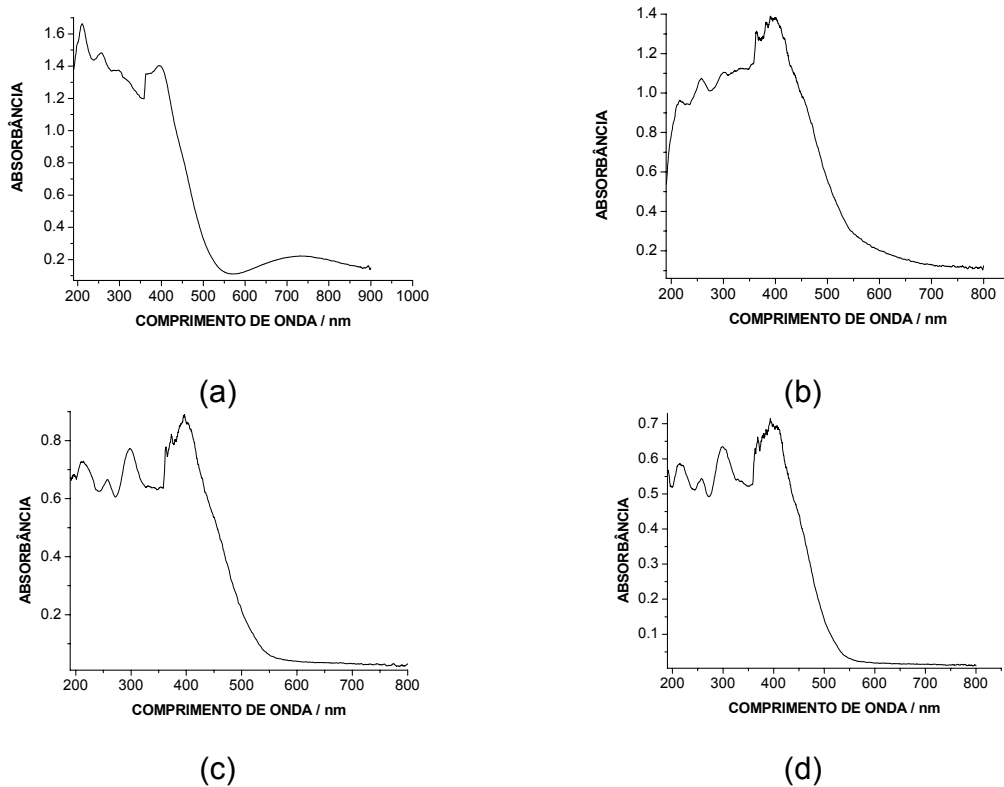 1.6
1.4
1.2
1.0
0.8
1.6
0.4
0.2
ABSORBÂNCIA
200 300 400 500 600 700 800 900 1000
COMPRIMENTO DE ONDA / nm
(a)
1.4
1.2
1.0
0.8
0.6
0.4
0.2
ABSORBÂNCIA
200 300 400 500 600 700 800
COMPRIMENTO DE ONDA / nm
(b)
0.8
0.6
0.4
0.2
ABSORBÂNCIA
200 300 400 500 600 700 800
COMPRIMENTO DE ONDA / nm
(c)
0.7
0.6
0.5
0.4
0.3
0.2
0.1
ABSORBÂNCIA
200 300 400 500 600 700 800
COMPRIMENTO DE ONDA / nm
(d)